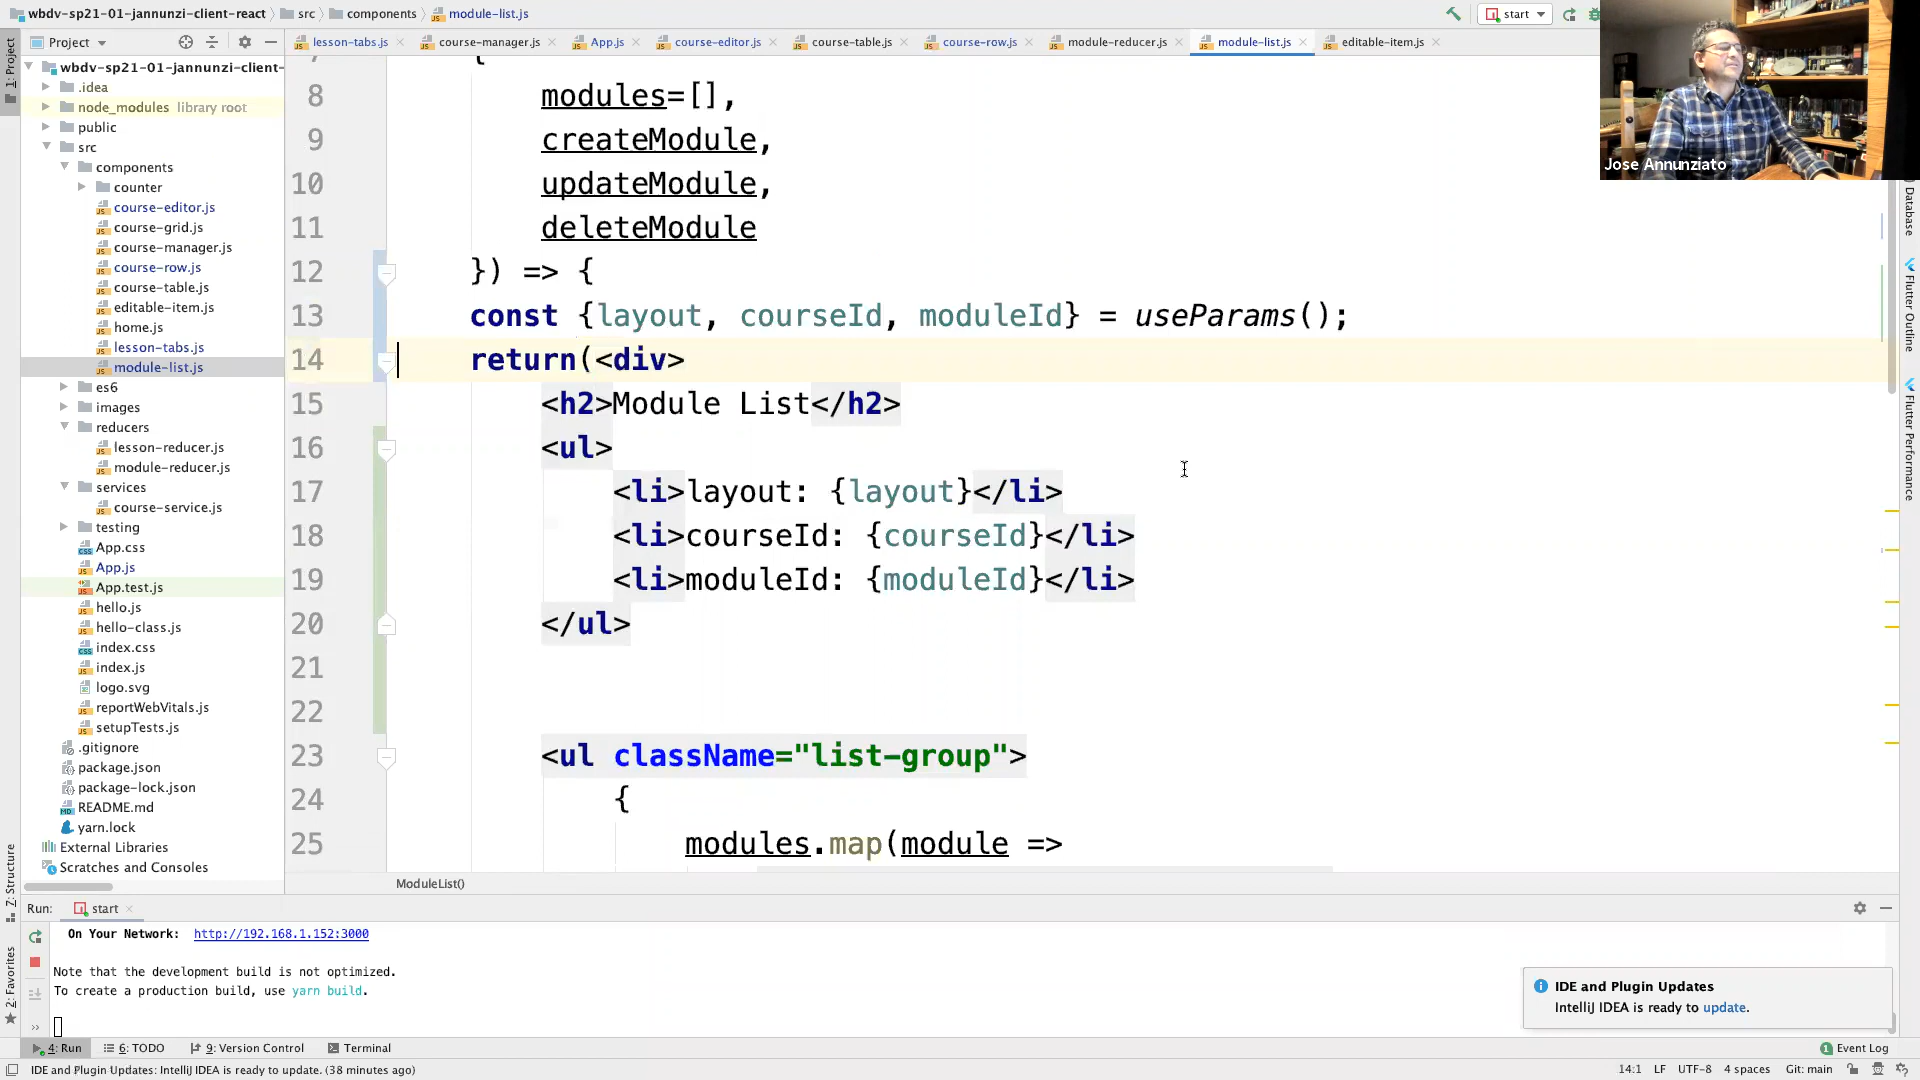 wbdv-sp21-01-jannunzi-client-react
src
components
module-list.js
start
Project
lesson-tabs.js
course-manager.js
App.js
course-editor.js
course-table.js
course-row.js
module-reducer.js
module-list.js
editable-item.js
1: Project
wbdv-sp21-01-jannunzi-client-
.idea
node_modules library root
public
src
components
counter
course-editor.js
course-grid.js
course-manager.js
course-row.js
course-table.js
editable-item.js
home.js
lesson-tabs.js
module-list.js
es6
images
reducers
lesson-reducer.js
module-reducer.js
services
course-service.js
testing
App.css
App.js
App.test.js
hello.js
hello-class.js
index.css
index.js
logo.svg
reportWebVitals.js
setupTests.js
.gitignore
package.json
package-lock.json
README.md
yarn.lock
External Libraries
Scratches and Consoles
8 modules=[],
9 createModule,
10 updateModule,
11 deleteModule
12 }) => {
13 const {layout, courseId, moduleId} = useParams();
14 return(<div>
15 <h2>Module List</h2>
16 <ul>
17 <li>layout: {layout}</li>
18 <li>courseId: {courseId}</li>
19 <li>moduleId: {moduleId}</li>
20 </ul>
21
22
23 <ul className="list-group">
24 {
25 modules.map(module =>
ModuleList()
Jose Annunziato
Database
Flutter Outline
Flutter Performance
Z: Structure
2: Favorites
Run: start
On Your Network: http://192.168.1.152:3000
Note that the development build is not optimized.
To create a production build, use yarn build.
IDE and Plugin Updates
IntelliJ IDEA is ready to update.
4: Run
6: TODO
9: Version Control
Terminal
1 Event Log
IDE and Plugin Updates: IntelliJ IDEA is ready to update. (38 minutes ago)
14:1 LF UTF-8 4 spaces Git: main